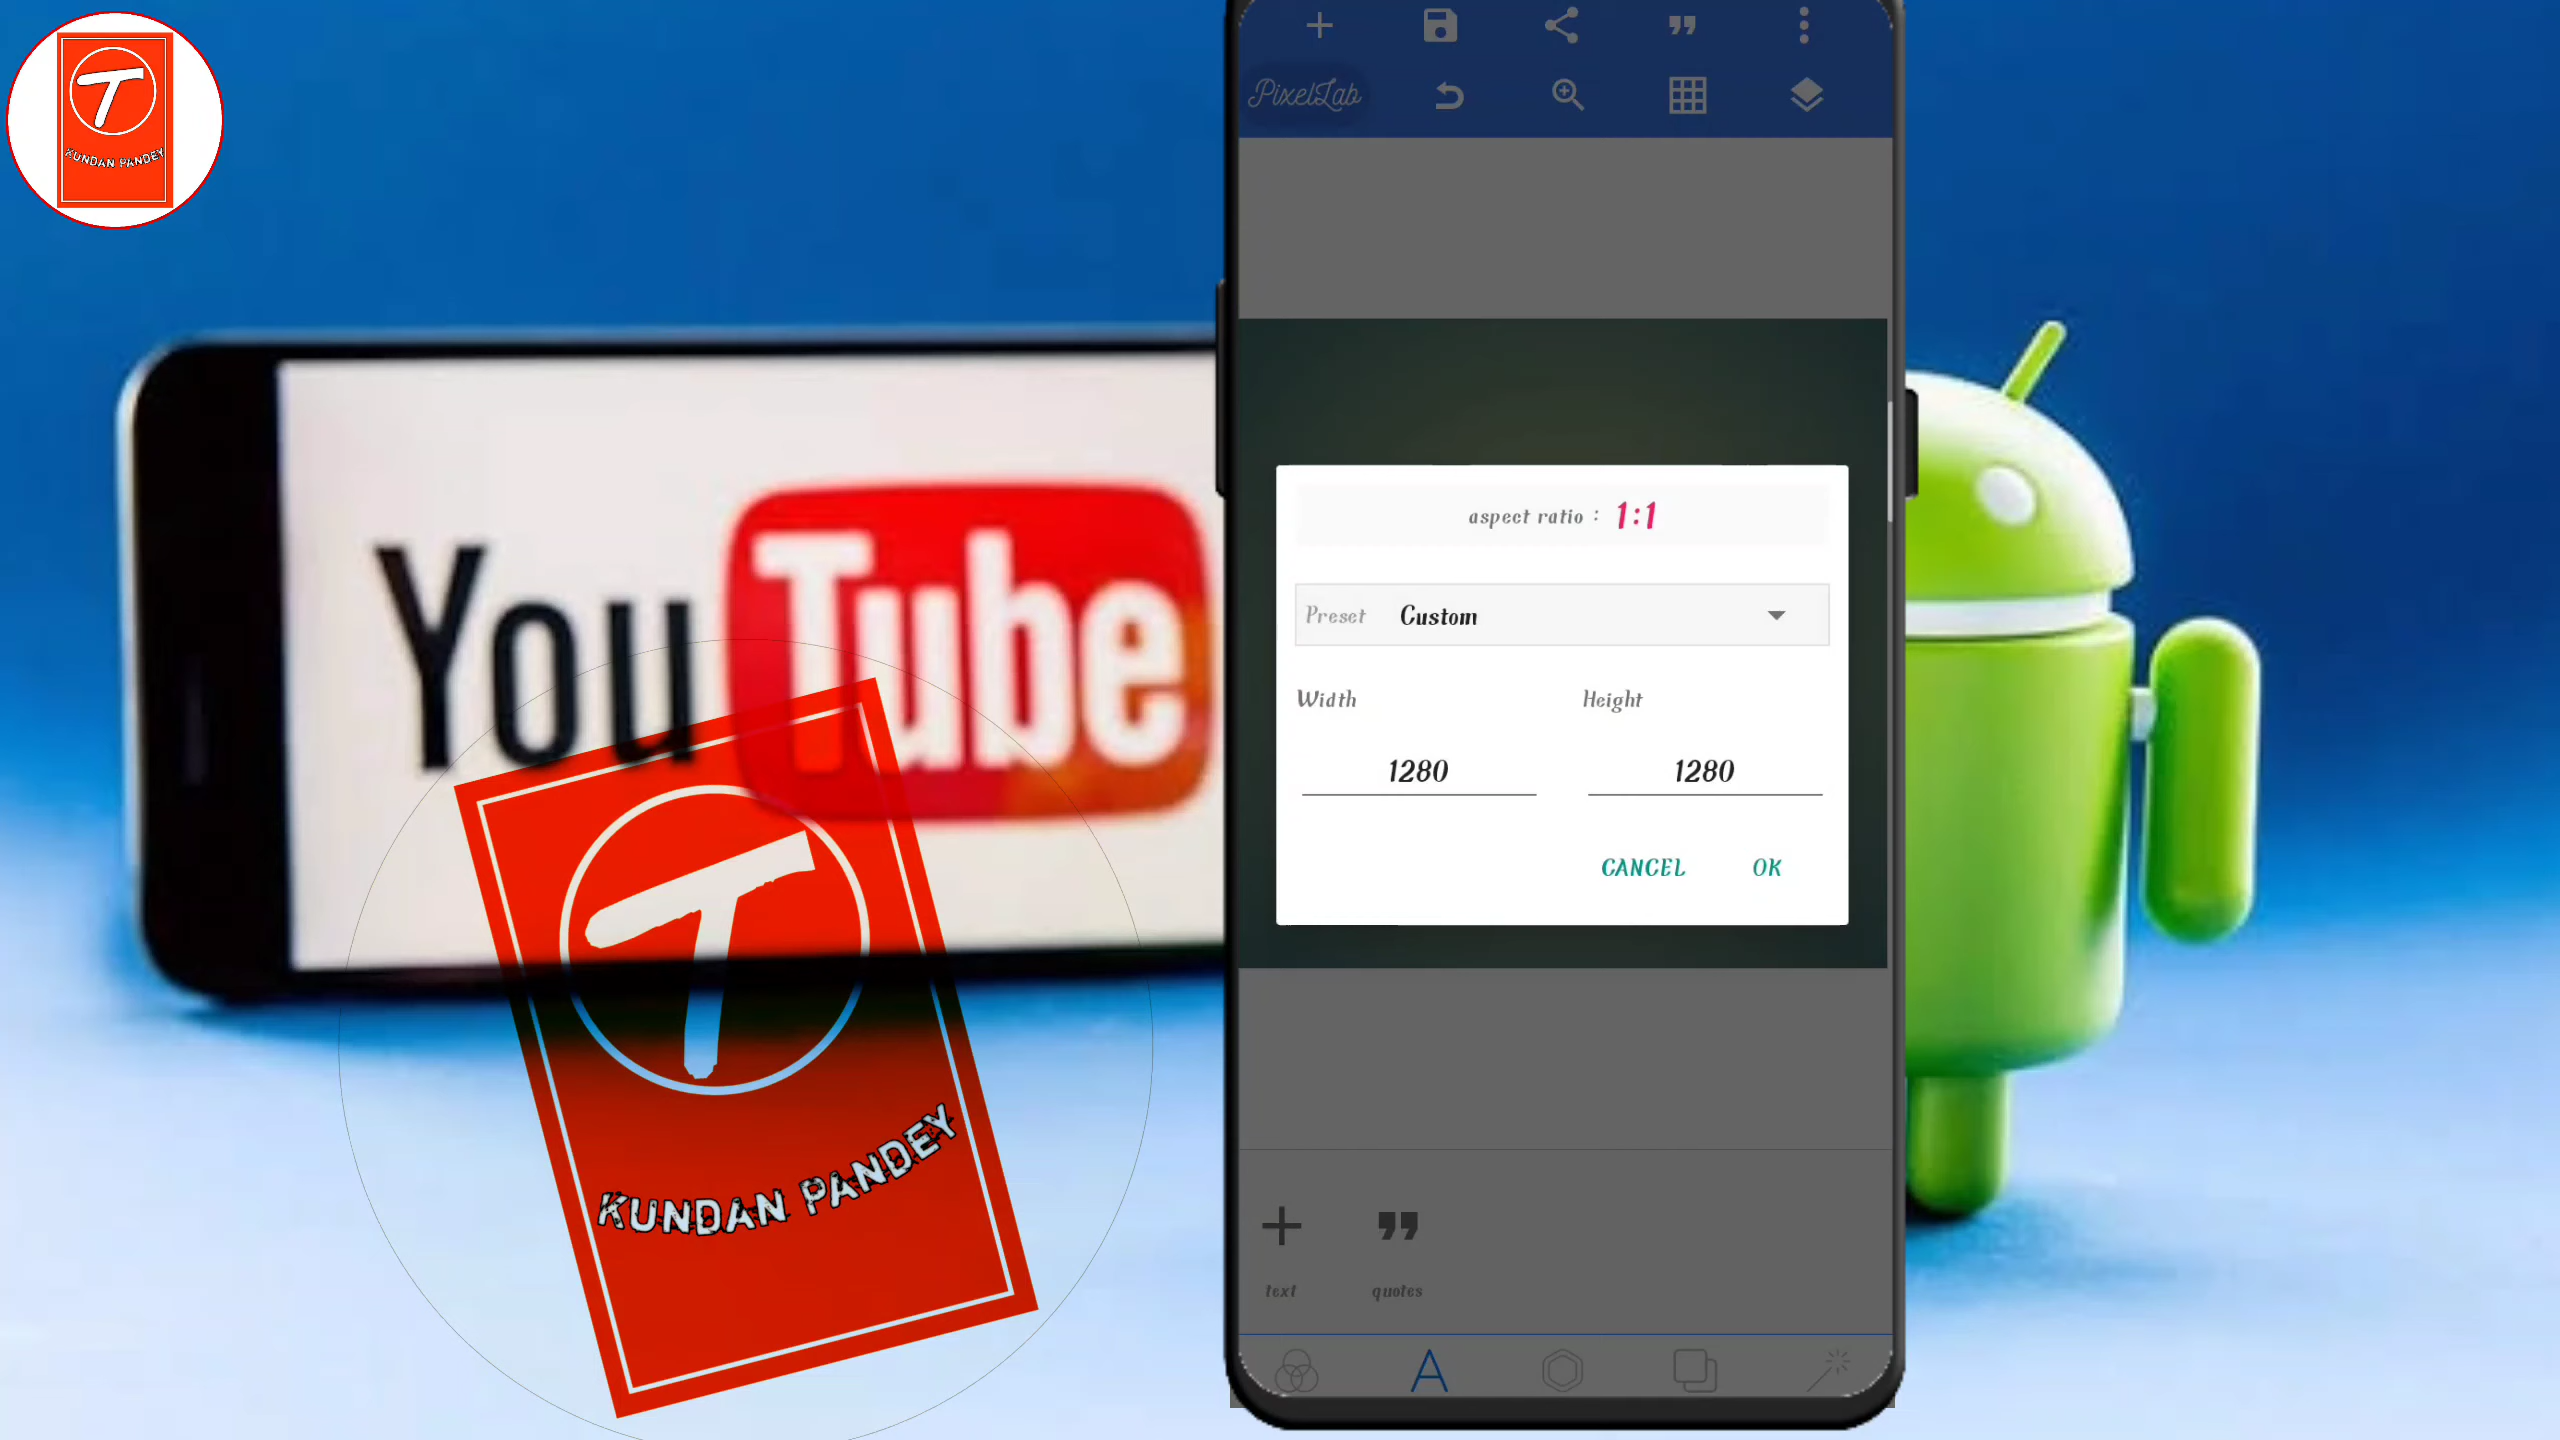 T
KUNDAN PANDEY
PixelLab
YouTube
aspect ratio : 1:1
Preset Custom
Width Height
1280 1280
CANCEL OK
T
KUNDAN PANDEY
text quotes
A